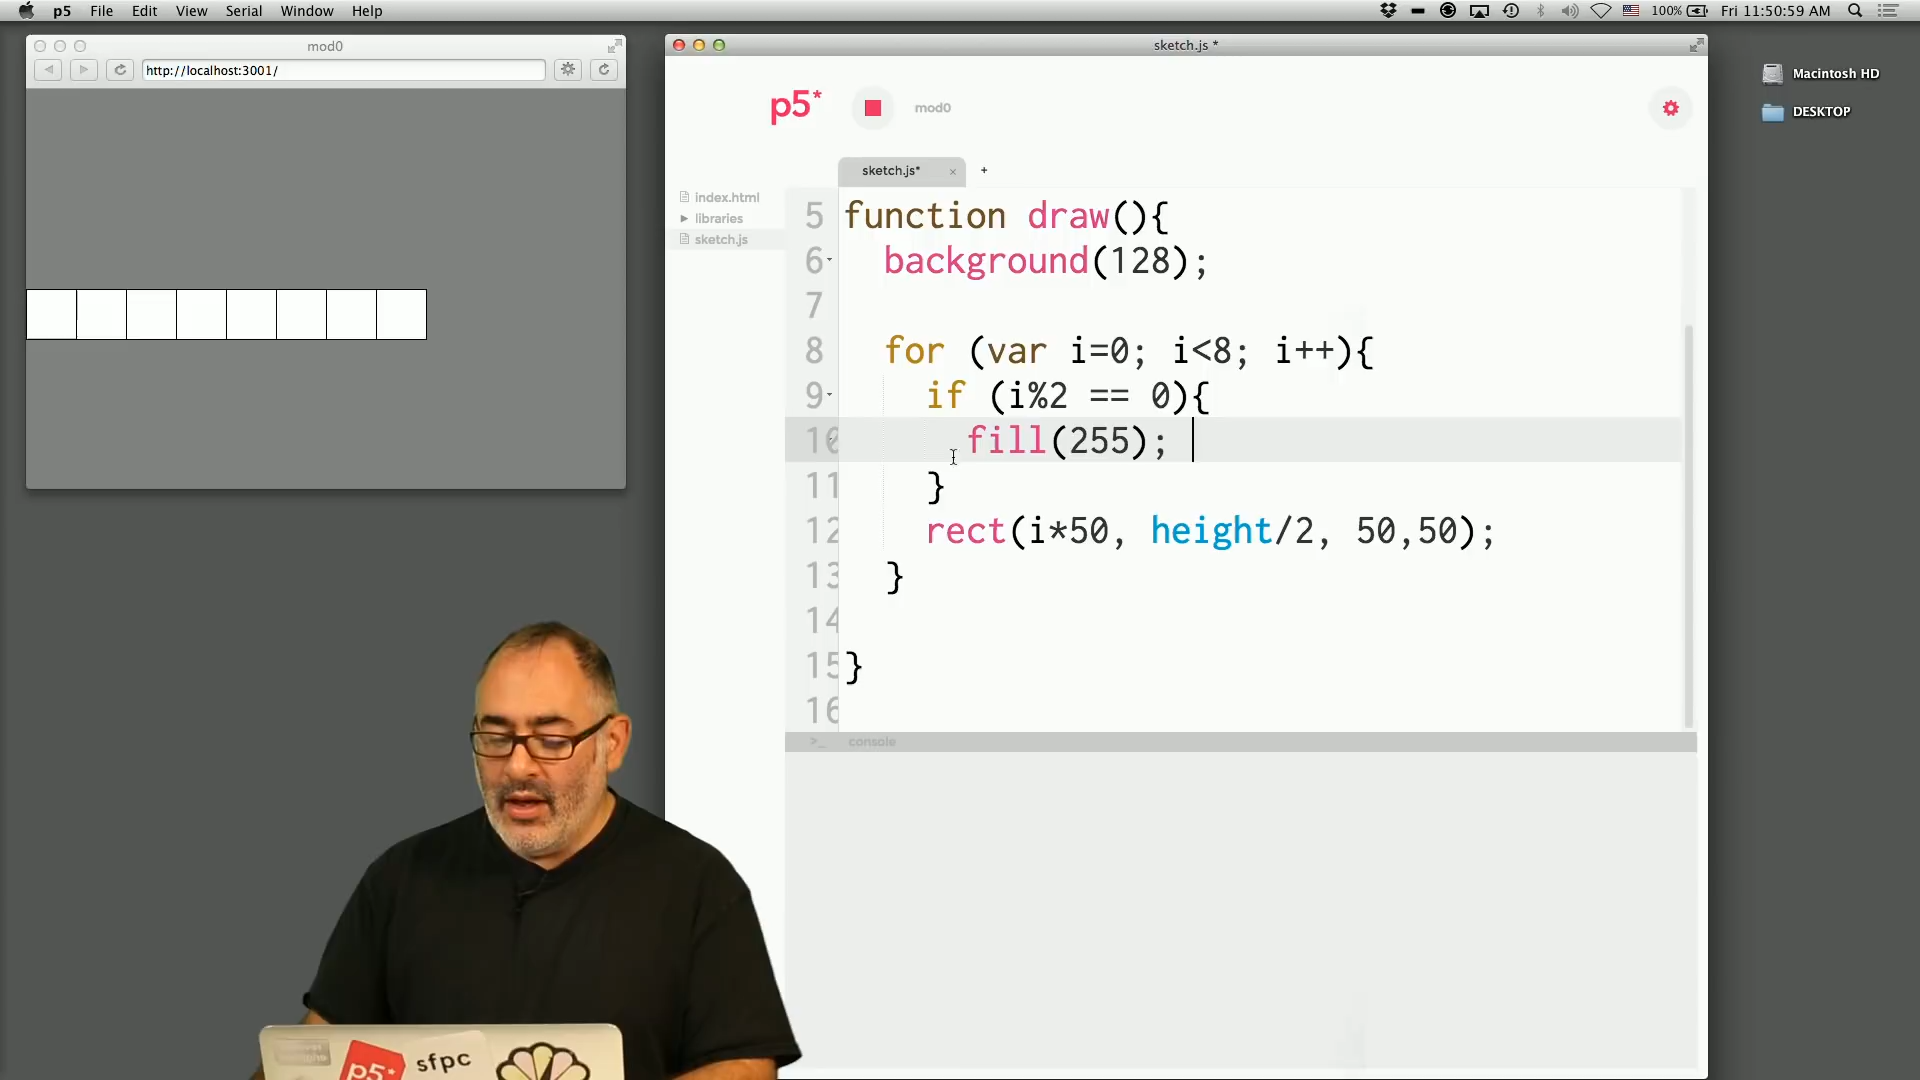 p5 File Edit View Serial Window Help
100% Fri 11:50:59 AM
mod0
http://localhost:3001/
sketch.js *
p5* mod0
sketch.js* × +
index.html
libraries
sketch.js
5 function draw(){
6 background(128);
7
8 for (var i=0; i<8; i++){
9 if (i%2 == 0){
10 fill(255);
11 }
12 rect(i*50, height/2, 50,50);
13 }
14
15 }
16
>_ console
Macintosh HD
DESKTOP
p5*
sfpc